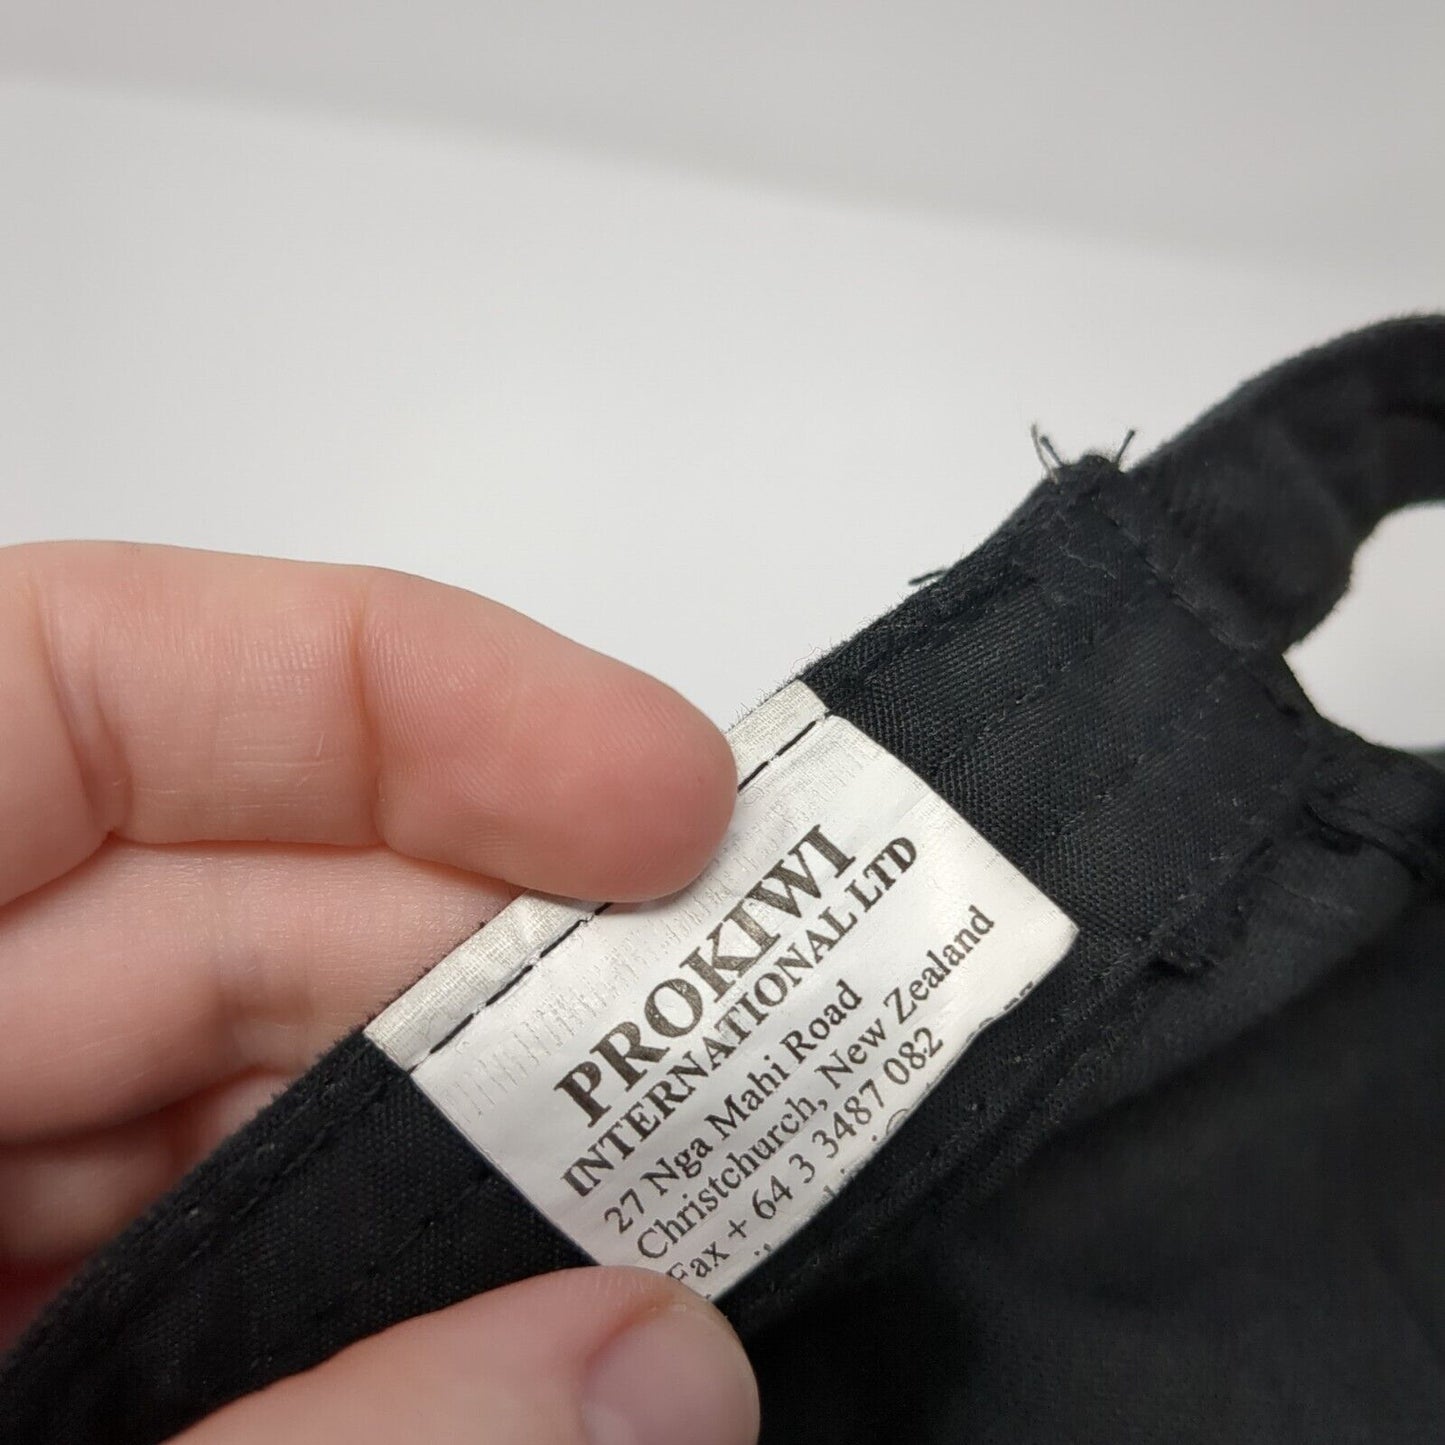 PROKIWI
INTERNATIONAL LTD
27 Nga Mahi Road
Christchurch, New Zealand
Fax + 64 3 3487 082